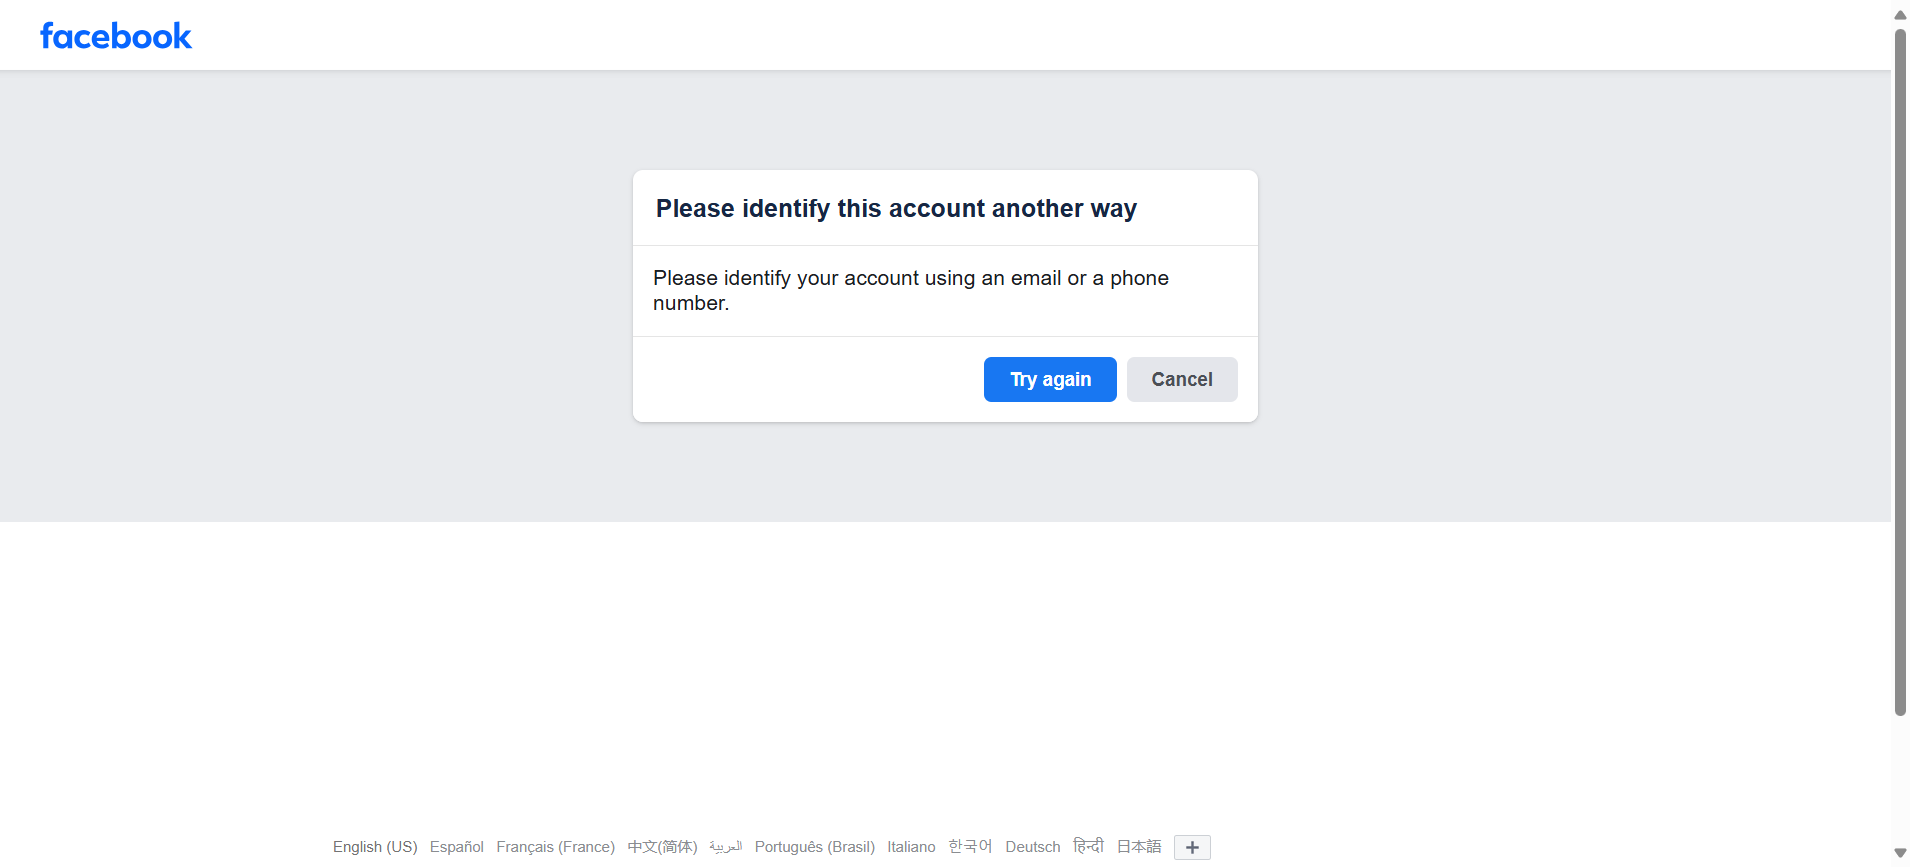 facebook
Please identify this account another way
Please identify your account using an email or a phone
number.
Try again Cancel
English (US) Español Français (France) 中文(简体) العربية Português (Brasil) Italiano 한국어 Deutsch हिन्दी 日本語 +